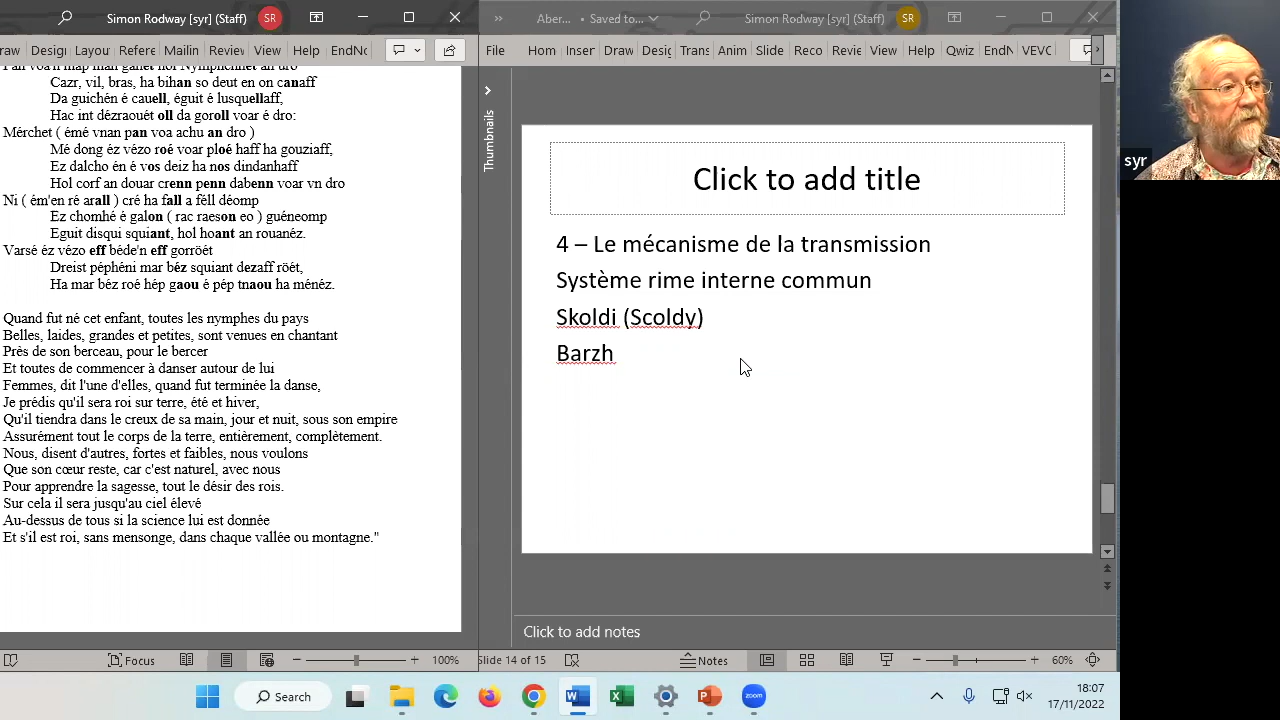 Simon Rodway [syr] (Staff) SR
raw Design Layou Refere Mailin Review View Help EndNo
Cazr, vil, bras, ha bihan so deut en on canaff
Da guichén é cauell, éguit é lusquellaff,
Hac int dézraouét oll da goroll voar é dro:
Mérchet ( émé vnan pan voa achu an dro )
Mé dong éz vézo roé voar ploé haff ha gouziaff,
Ez dalcho én é vos deiz ha nos dindanhaff
Hol corf an douar crenn penn dabenn voar vn dro
Ni ( ém'en ré arall ) cré ha fall a fèll déomp
Ez chomhé é galon ( rac raeson eo ) guéneomp
Eguit disqui squiant, hol hoant an rouanéz.
Varsé éz vézo eff béde'n eff gorröét
Dreist péphéni mar béz squiant dezaff röét,
Ha mar béz roé hép gaou é pép tnaou ha ménéz.
Quand fut né cet enfant, toutes les nymphes du pays
Belles, laides, grandes et petites, sont venues en chantant
Près de son berceau, pour le bercer
Et toutes de commencer à danser autour de lui
Femmes, dit l'une d'elles, quand fut terminée la danse,
Je prédis qu'il sera roi sur terre, été et hiver,
Qu'il tiendra dans le creux de sa main, jour et nuit, sous son empire
Assurément tout le corps de la terre, entièrement, complètement.
Nous, disent d'autres, fortes et faibles, nous voulons
Que son cœur reste, car c'est naturel, avec nous
Pour apprendre la sagesse, tout le désir des rois.
Sur cela il sera jusqu'au ciel élevé
Au-dessus de tous si la science lui est donnée
Et s'il est roi, sans mensonge, dans chaque vallée ou montagne."
Focus 100%
Aber... • Saved to... Simon Rodway [syr] (Staff) SR
File Hom Inser Draw Desig Trans Anim Slide Reco Revie View Help Qwiz EndN VEVC
Thumbnails
Click to add title
4 – Le mécanisme de la transmission
Système rime interne commun
Skoldi (Scoldy)
Barzh
Click to add notes
Slide 14 of 15 Notes 60%
syr
Search
zoom
18:07
17/11/2022